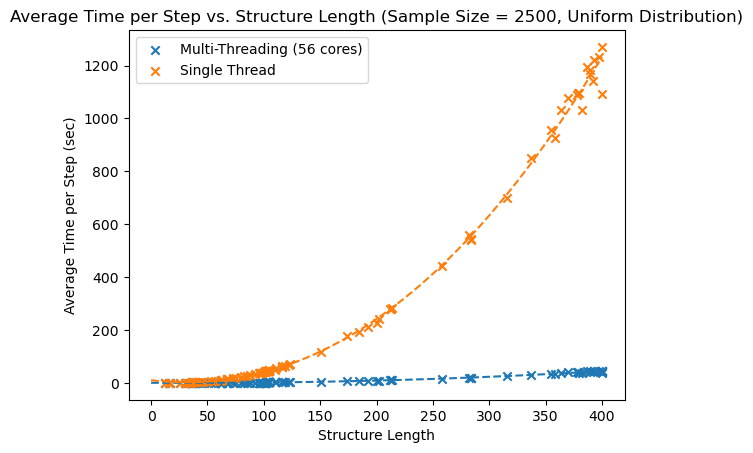 Average Time per Step vs. Structure Length (Sample Size = 2500, Uniform Distribution)
Multi-Threading (56 cores)
Single Thread
1200
1000
800
600
400
200
0
Average Time per Step (sec)
0 50 100 150 200 250 300 350 400
Structure Length